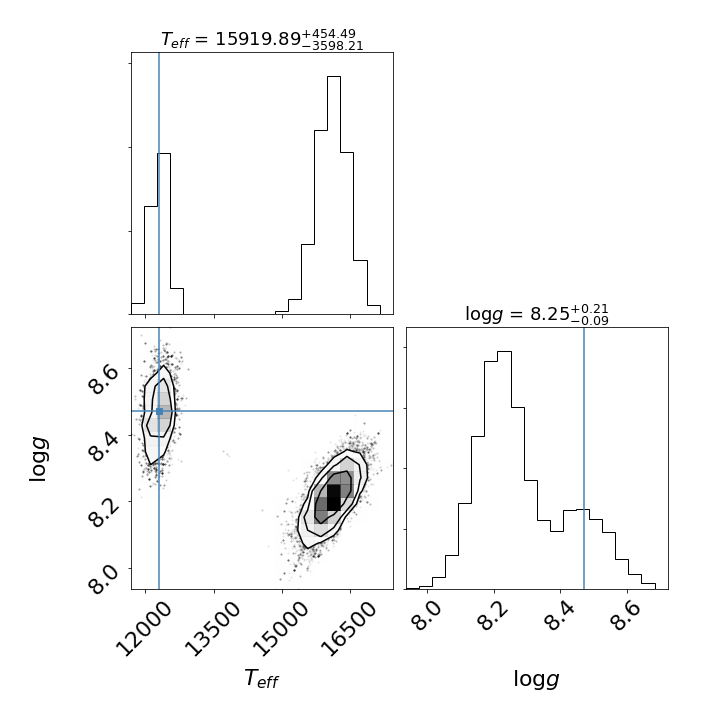 T_eff = 15919.89^{+454.49}_{−3598.21}
logg = 8.25^{+0.21}_{−0.09}
8.6
8.4
8.2
8.0
logg
12000 13500 15000 16500
8.0 8.2 8.4 8.6
T_eff
logg